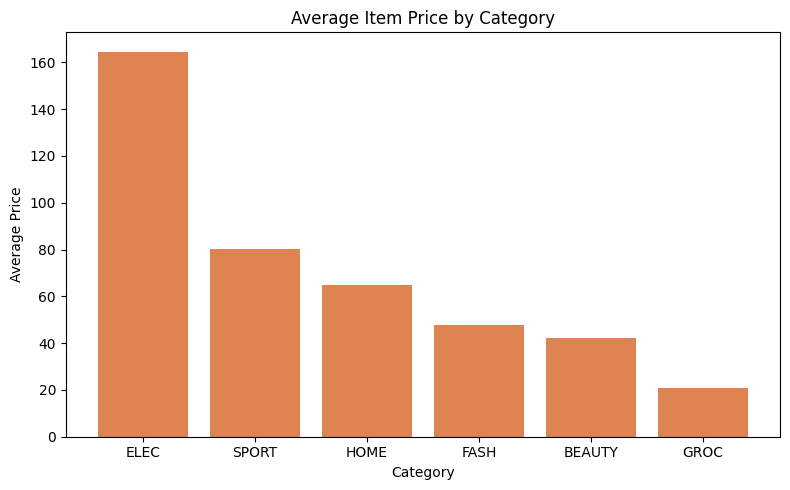 Average Item Price by Category
Average Price
160
140
120
100
80
60
40
20
0
ELEC SPORT HOME FASH BEAUTY GROC
Category